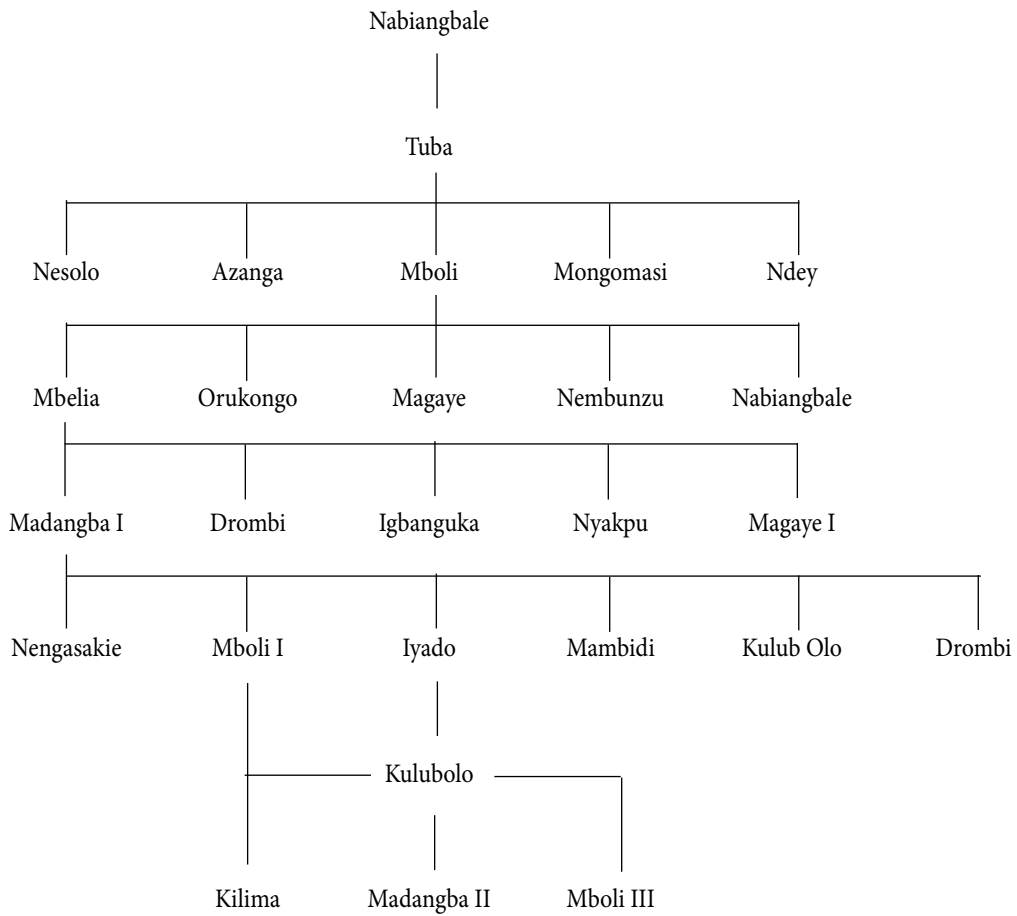 Nabiangbale
Tuba
Nesolo Azanga Mboli Mongomasi Ndey
Mbelia Orukongo Magaye Nembunzu Nabiangbale
Madangba I Drombi Igbanguka Nyakpu Magaye I
Nengasakie Mboli I Iyado Mambidi Kulub Olo Drombi
Kulubolo
Kilima Madangba II Mboli III